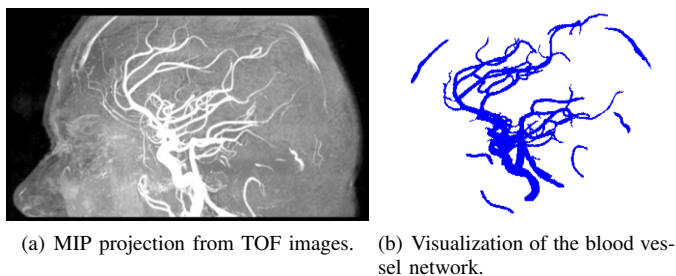 (a) MIP projection from TOF images.
(b) Visualization of the blood ves-
sel network.